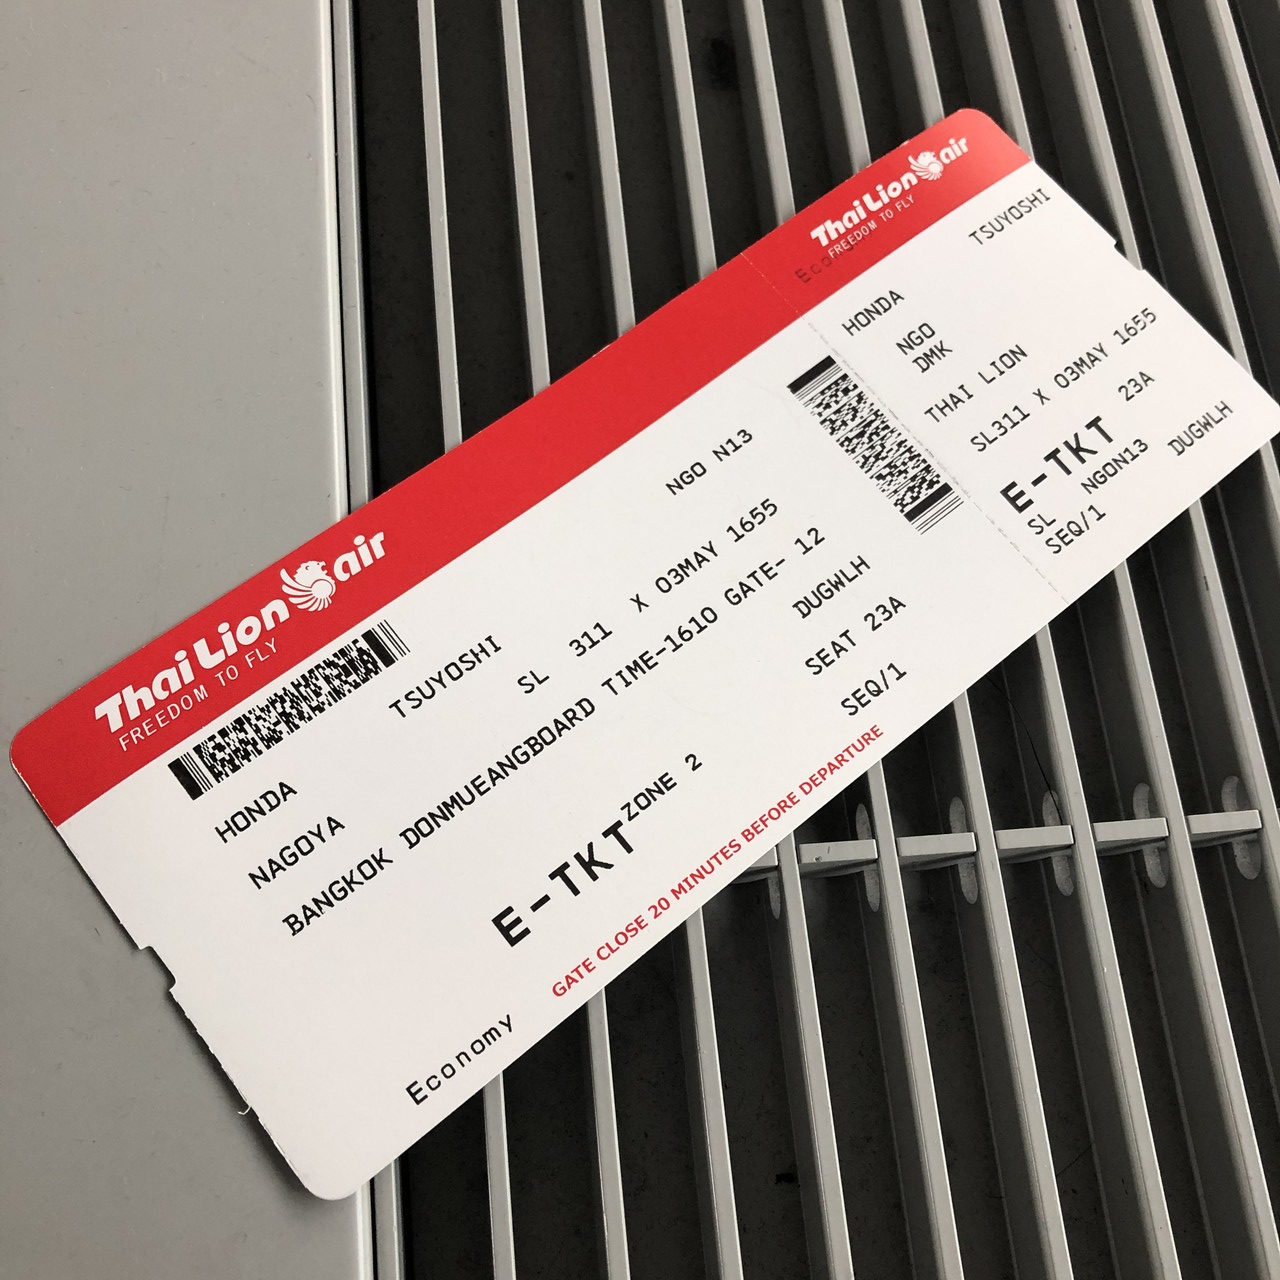 Thai Lion air
FREEDOM TO FLY
NGO N13
HONDA TSUYOSHI
NAGOYA SL 311 X 03MAY 1655
BANGKOK DONMUEANGBOARD TIME-1610 GATE- 12
DUGWLH
E-TKT ZONE 2 SEAT 23A
SEQ/1
GATE CLOSE 20 MINUTES BEFORE DEPARTURE
Economy
Thai Lion air
FREEDOM TO FLY
Economy
HONDA TSUYOSHI
NGO
DMK
THAI LION
SL311 X 03MAY 1655
E-TKT 23A
SL NGON13 DUGWLH
SEQ/1